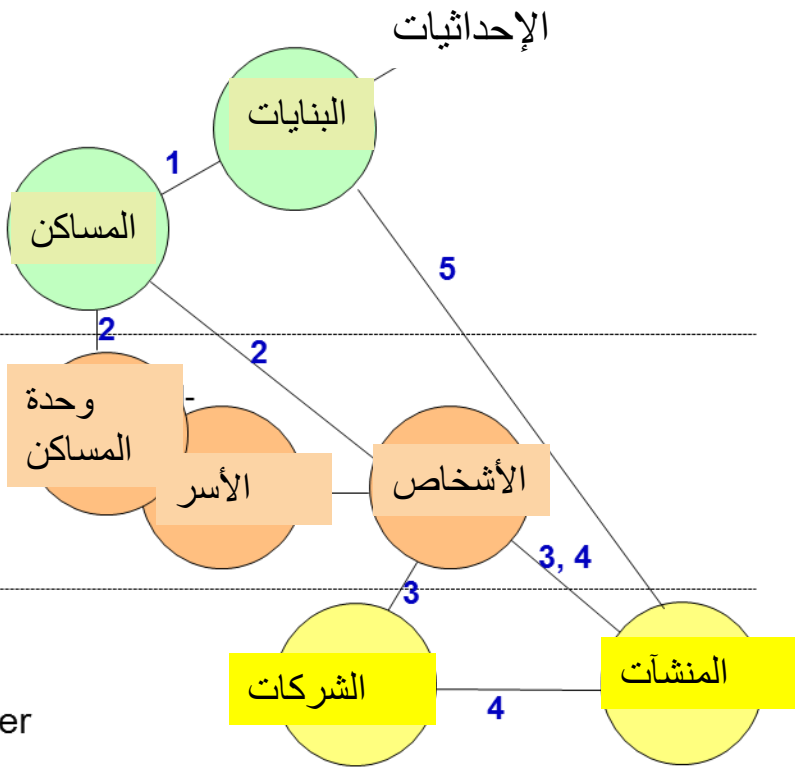 الإحداثيات
البنايات
1
المساكن
5
2
2
وحدة
المساكن
-
الأسر
الأشخاص
3, 4
3
الشركات
المنشآت
4
er